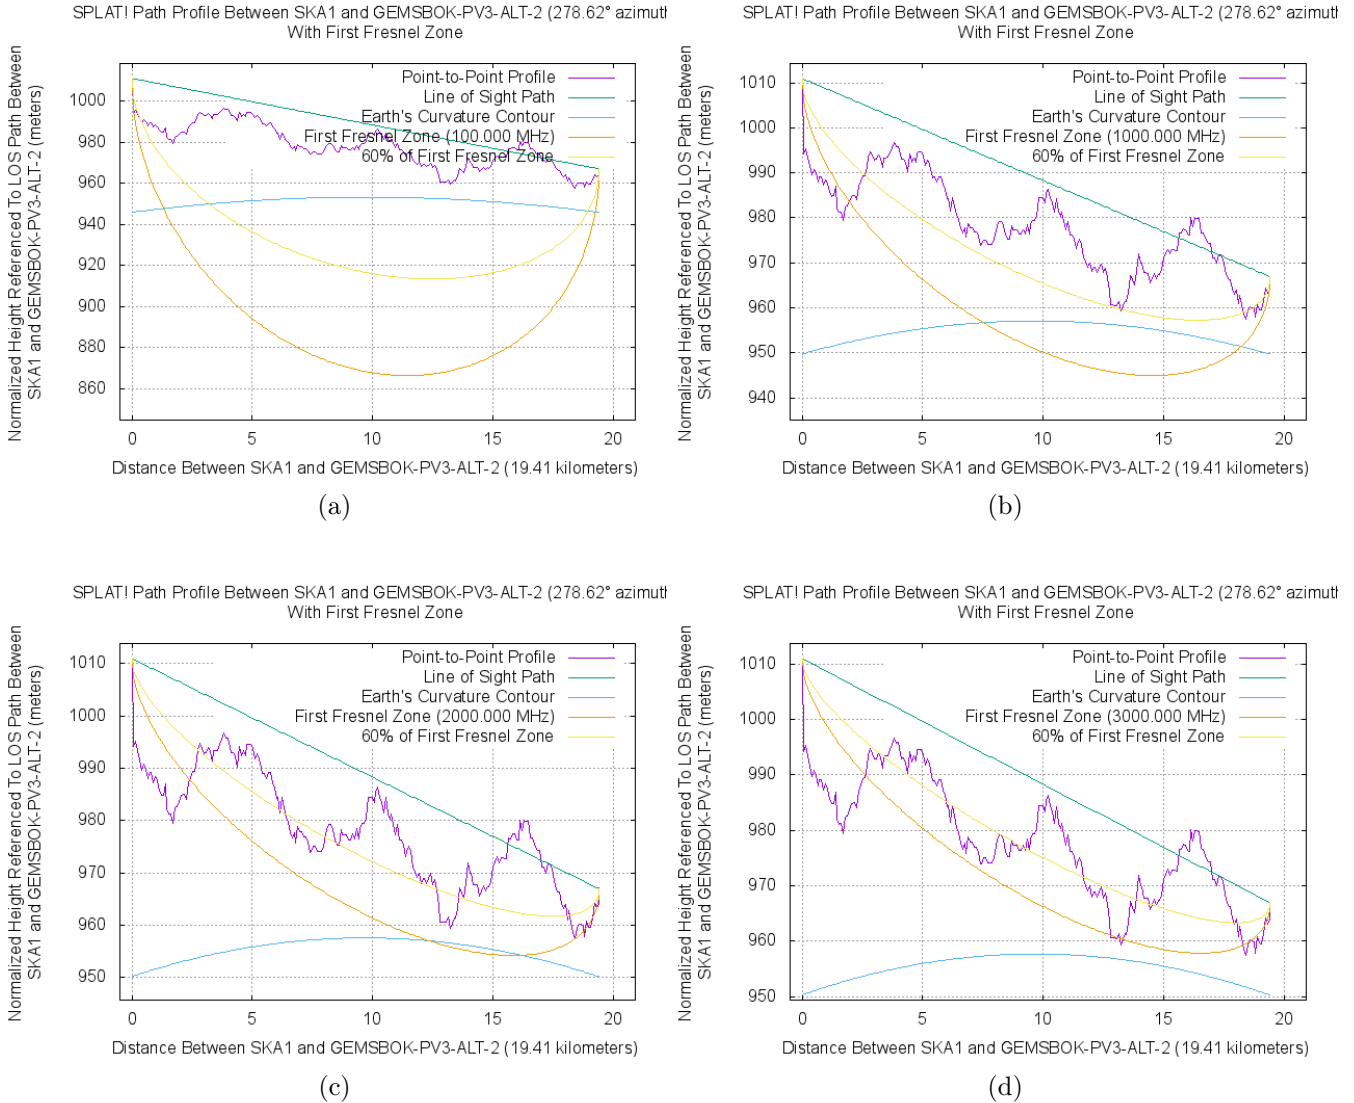 SPLAT! Path Profile Between SKA1 and GEMSBOK-PV3-ALT-2 (278.62° azimuth
With First Fresnel Zone
Normalized Height Referenced To LOS Path Between
SKA1 and GEMSBOK-PV3-ALT-2 (meters)
Point-to-Point Profile
Line of Sight Path
Earth's Curvature Contour
First Fresnel Zone (100.000 MHz)
60% of First Fresnel Zone
1000
980
960
940
920
900
880
860
0 5 10 15 20
Distance Between SKA1 and GEMSBOK-PV3-ALT-2 (19.41 kilometers)
(a)
SPLAT! Path Profile Between SKA1 and GEMSBOK-PV3-ALT-2 (278.62° azimuth
With First Fresnel Zone
Normalized Height Referenced To LOS Path Between
SKA1 and GEMSBOK-PV3-ALT-2 (meters)
Point-to-Point Profile
Line of Sight Path
Earth's Curvature Contour
First Fresnel Zone (1000.000 MHz)
60% of First Fresnel Zone
1010
1000
990
980
970
960
950
940
0 5 10 15 20
Distance Between SKA1 and GEMSBOK-PV3-ALT-2 (19.41 kilometers)
(b)
SPLAT! Path Profile Between SKA1 and GEMSBOK-PV3-ALT-2 (278.62° azimuth
With First Fresnel Zone
Normalized Height Referenced To LOS Path Between
SKA1 and GEMSBOK-PV3-ALT-2 (meters)
Point-to-Point Profile
Line of Sight Path
Earth's Curvature Contour
First Fresnel Zone (2000.000 MHz)
60% of First Fresnel Zone
1010
1000
990
980
970
960
950
0 5 10 15 20
Distance Between SKA1 and GEMSBOK-PV3-ALT-2 (19.41 kilometers)
(c)
SPLAT! Path Profile Between SKA1 and GEMSBOK-PV3-ALT-2 (278.62° azimuth
With First Fresnel Zone
Normalized Height Referenced To LOS Path Between
SKA1 and GEMSBOK-PV3-ALT-2 (meters)
Point-to-Point Profile
Line of Sight Path
Earth's Curvature Contour
First Fresnel Zone (3000.000 MHz)
60% of First Fresnel Zone
1010
1000
990
980
970
960
950
0 5 10 15 20
Distance Between SKA1 and GEMSBOK-PV3-ALT-2 (19.41 kilometers)
(d)